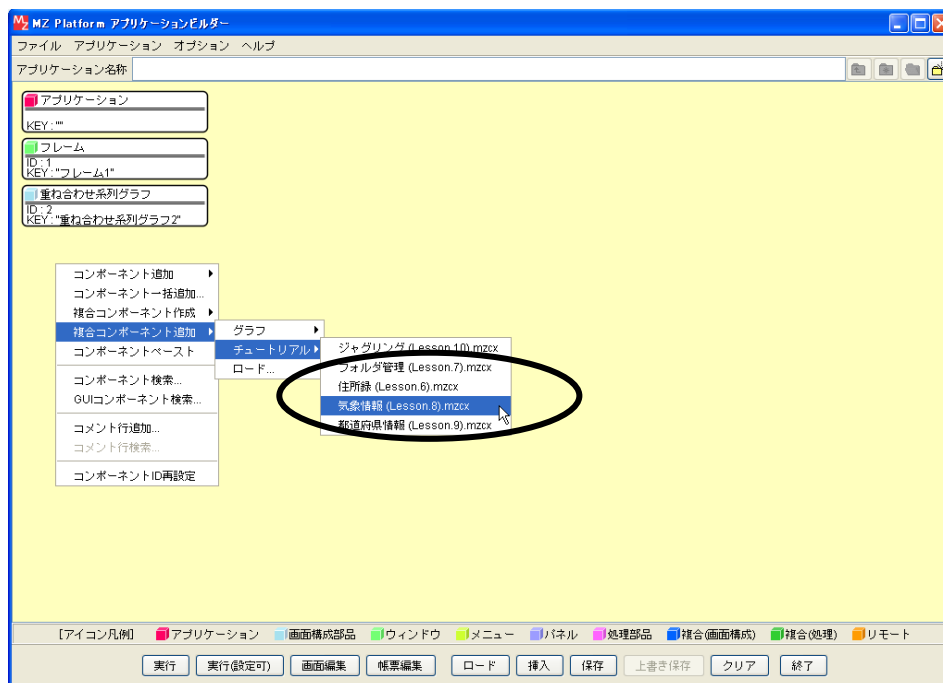 MZ Platform アプリケーションビルダー
ファイル アプリケーション オプション ヘルプ
アプリケーション名称
アプリケーション
KEY : ""
フレーム
ID : 1
KEY : "フレーム1"
重ね合わせ系列グラフ
ID : 2
KEY : "重ね合わせ系列グラフ2"
コンポーネント追加
コンポーネント一括追加...
複合コンポーネント作成
複合コンポーネント追加
コンポーネントペースト
コンポーネント検索...
GUIコンポーネント検索...
コメント行追加...
コメント行検索...
コンポーネントID再設定
グラフ
チュートリアル
ロード...
ジャグリング (Lesson.10).mzcx
フォルダ管理 (Lesson.7).mzcx
住所録 (Lesson.6).mzcx
気象情報 (Lesson.8).mzcx
都道府県情報 (Lesson.9).mzcx
[アイコン凡例] アプリケーション 画面構成部品 ウィンドウ メニュー パネル 処理部品 複合(画面構成) 複合(処理) リモート
実行 実行(設定可) 画面編集 帳票編集 ロード 挿入 保存 上書き保存 クリア 終了